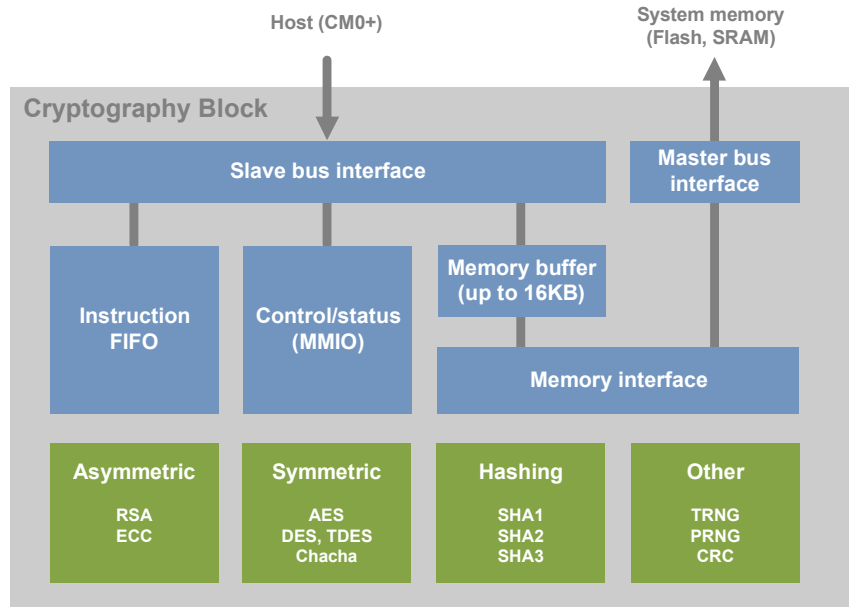 Host (CM0+)
System memory
(Flash, SRAM)
Cryptography Block
Slave bus interface
Master bus
interface
Instruction
FIFO
Control/status
(MMIO)
Memory buffer
(up to 16KB)
Memory interface
Asymmetric
RSA
ECC
Symmetric
AES
DES, TDES
Chacha
Hashing
SHA1
SHA2
SHA3
Other
TRNG
PRNG
CRC